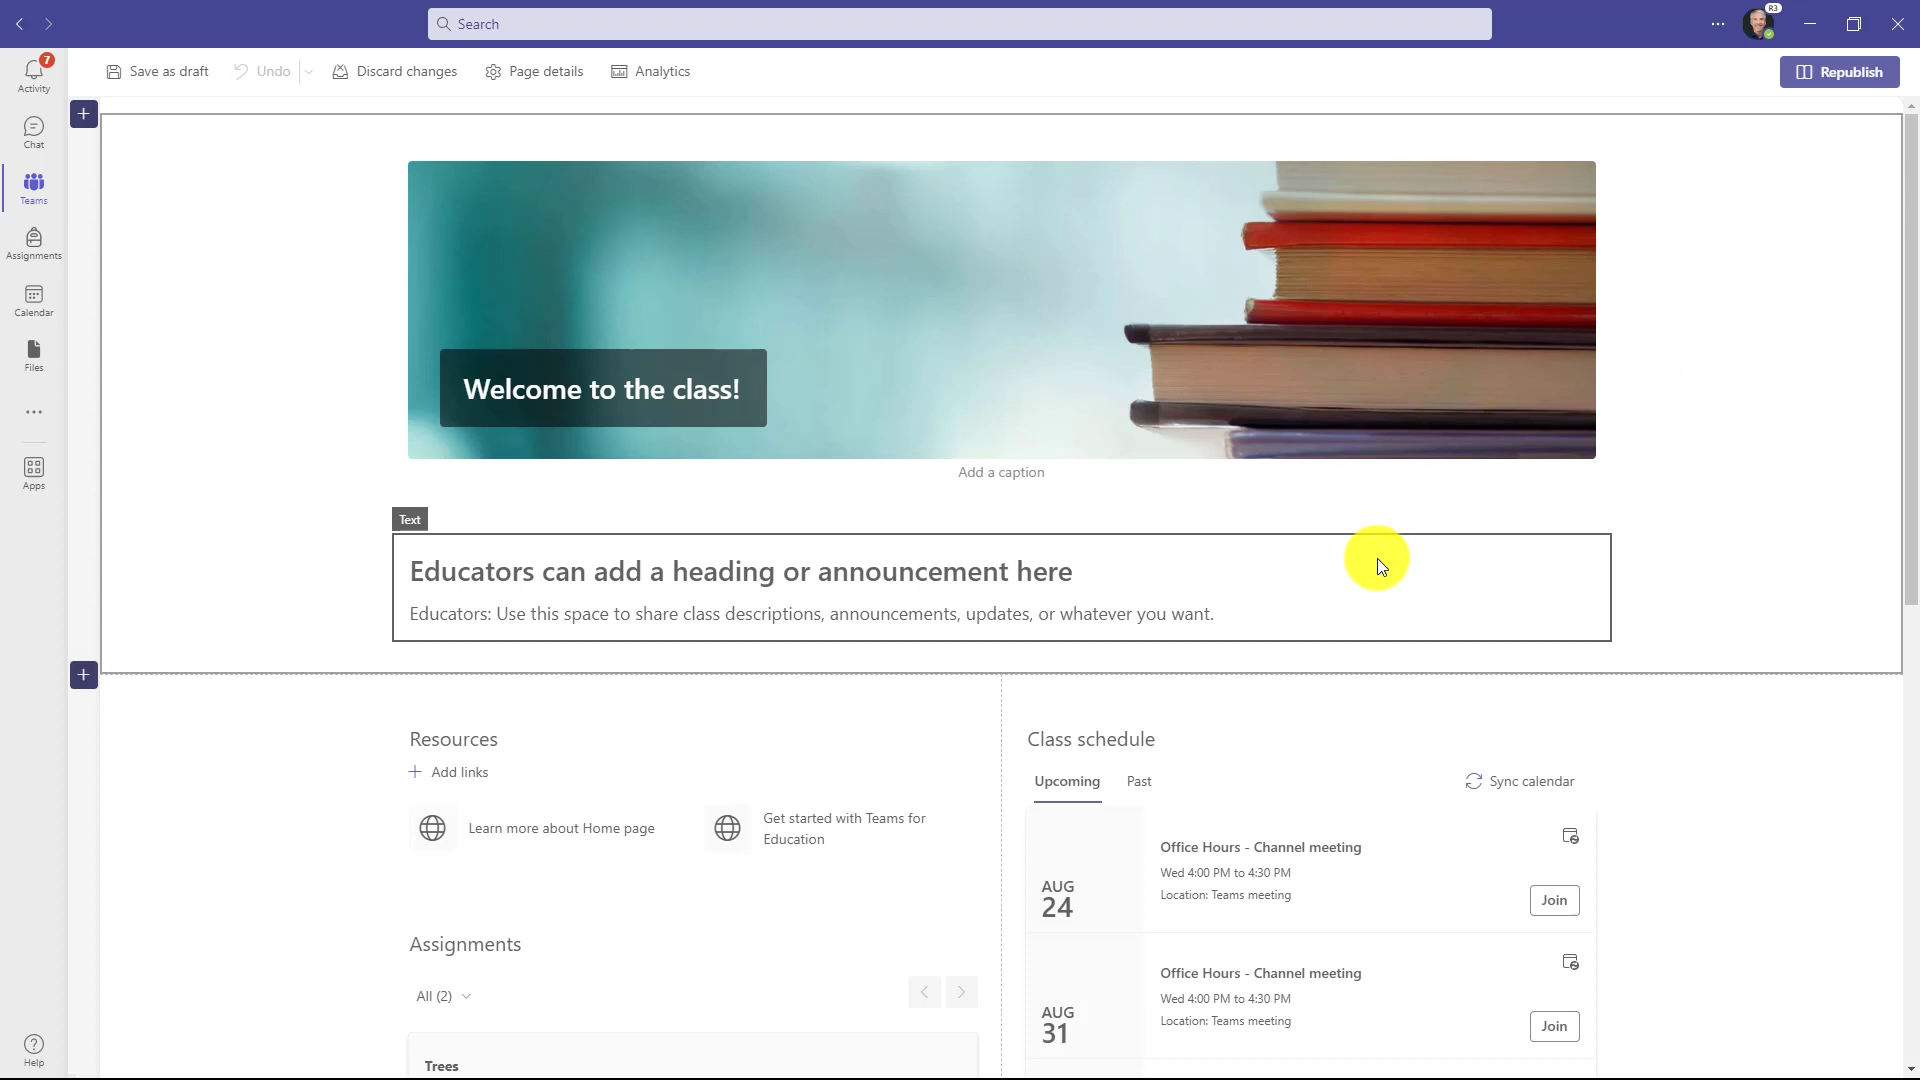 Search
R3
Save as draft
Undo
Discard changes
Page details
Analytics
Republish
7
Activity
Chat
Teams
Assignments
Calendar
Files
Apps
Help
Welcome to the class!
Add a caption
Text
Educators can add a heading or announcement here
Educators: Use this space to share class descriptions, announcements, updates, or whatever you want.
Resources
Add links
Learn more about Home page
Get started with Teams for
Education
Assignments
All (2)
Trees
Class schedule
Upcoming
Past
Sync calendar
AUG
24
Office Hours - Channel meeting
Wed 4:00 PM to 4:30 PM
Location: Teams meeting
Join
AUG
31
Office Hours - Channel meeting
Wed 4:00 PM to 4:30 PM
Location: Teams meeting
Join